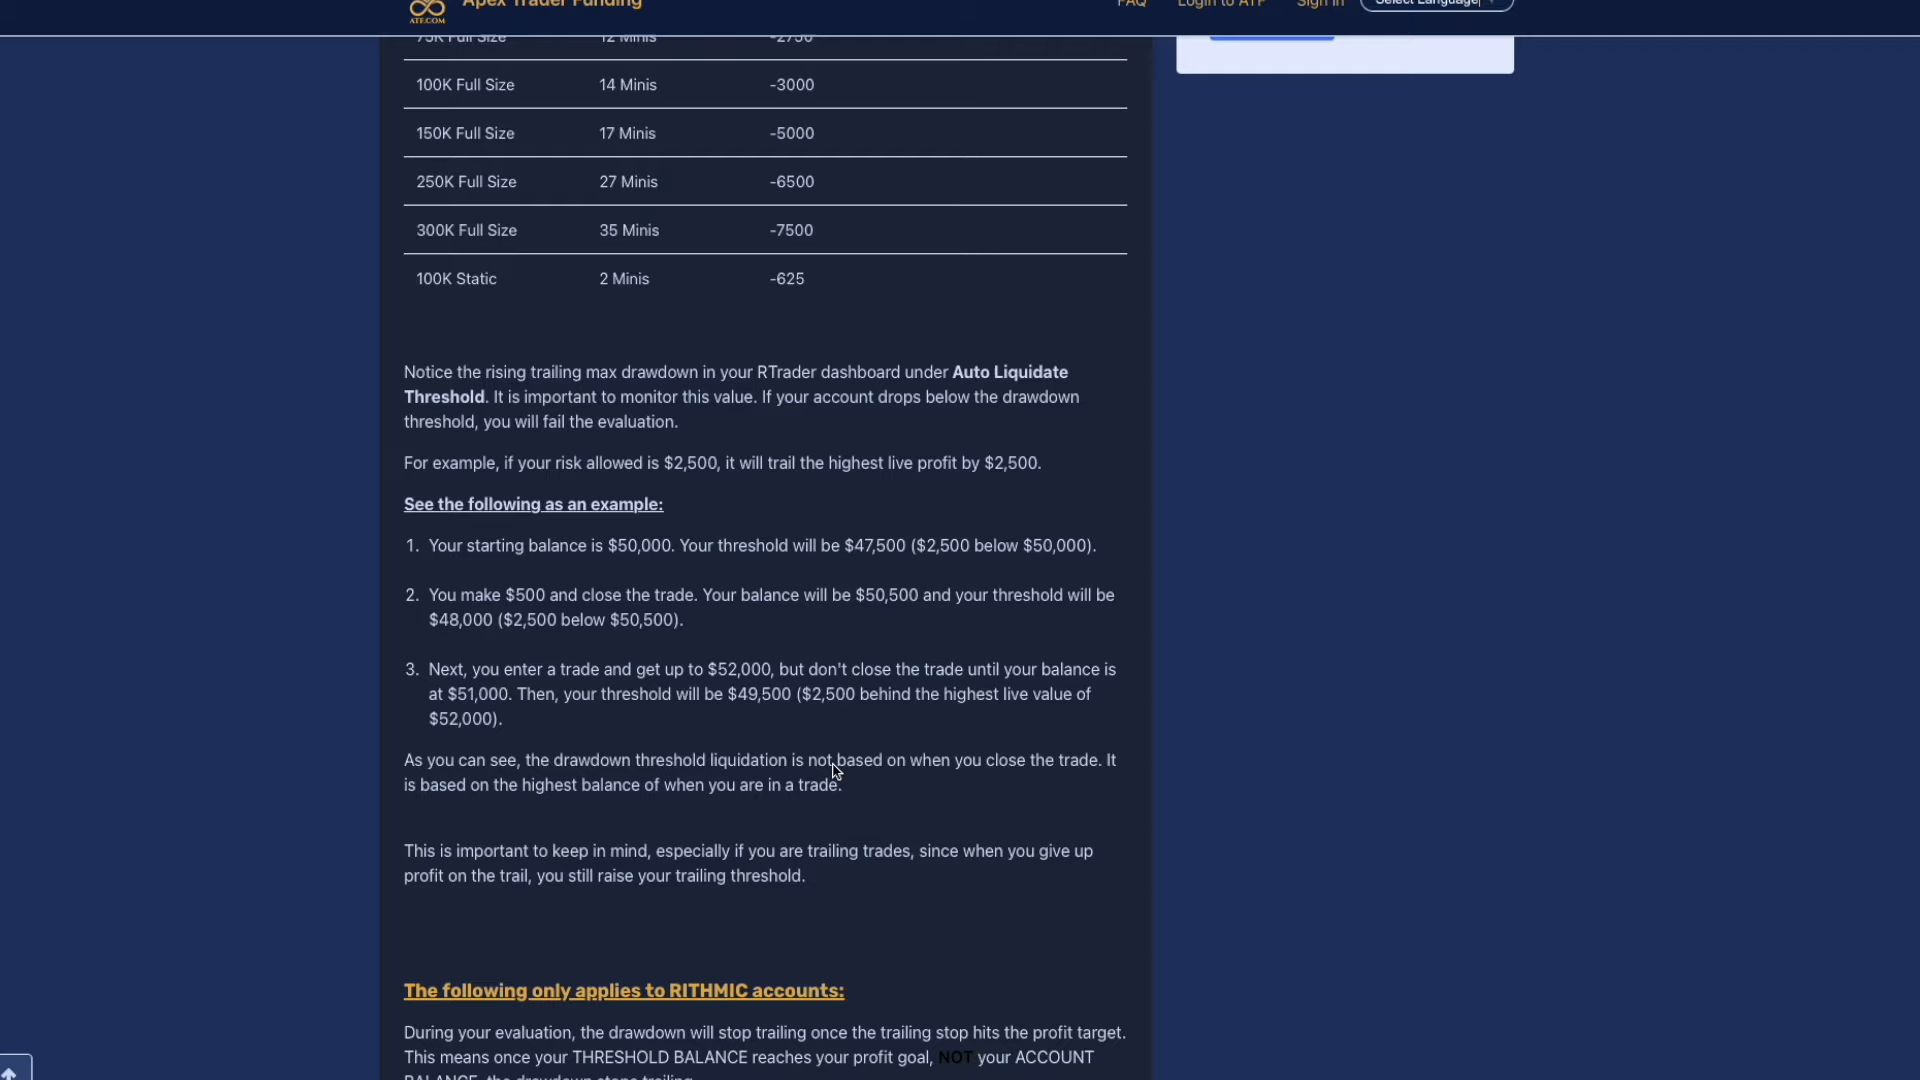 Apex Trader Funding
ATF.COM
FAQ
Login to ATF
Sign In
Select Language
75K Full Size 12 Minis -2750
100K Full Size 14 Minis -3000
150K Full Size 17 Minis -5000
250K Full Size 27 Minis -6500
300K Full Size 35 Minis -7500
100K Static 2 Minis -625
Notice the rising trailing max drawdown in your RTrader dashboard under Auto Liquidate
Threshold. It is important to monitor this value. If your account drops below the drawdown
threshold, you will fail the evaluation.
For example, if your risk allowed is $2,500, it will trail the highest live profit by $2,500.
See the following as an example:
1. Your starting balance is $50,000. Your threshold will be $47,500 ($2,500 below $50,000).
2. You make $500 and close the trade. Your balance will be $50,500 and your threshold will be
$48,000 ($2,500 below $50,500).
3. Next, you enter a trade and get up to $52,000, but don't close the trade until your balance is
at $51,000. Then, your threshold will be $49,500 ($2,500 behind the highest live value of
$52,000).
As you can see, the drawdown threshold liquidation is not based on when you close the trade. It
is based on the highest balance of when you are in a trade.
This is important to keep in mind, especially if you are trailing trades, since when you give up
profit on the trail, you still raise your trailing threshold.
The following only applies to RITHMIC accounts:
During your evaluation, the drawdown will stop trailing once the trailing stop hits the profit target.
This means once your THRESHOLD BALANCE reaches your profit goal, NOT your ACCOUNT
BALANCE, the drawdown stops trailing.